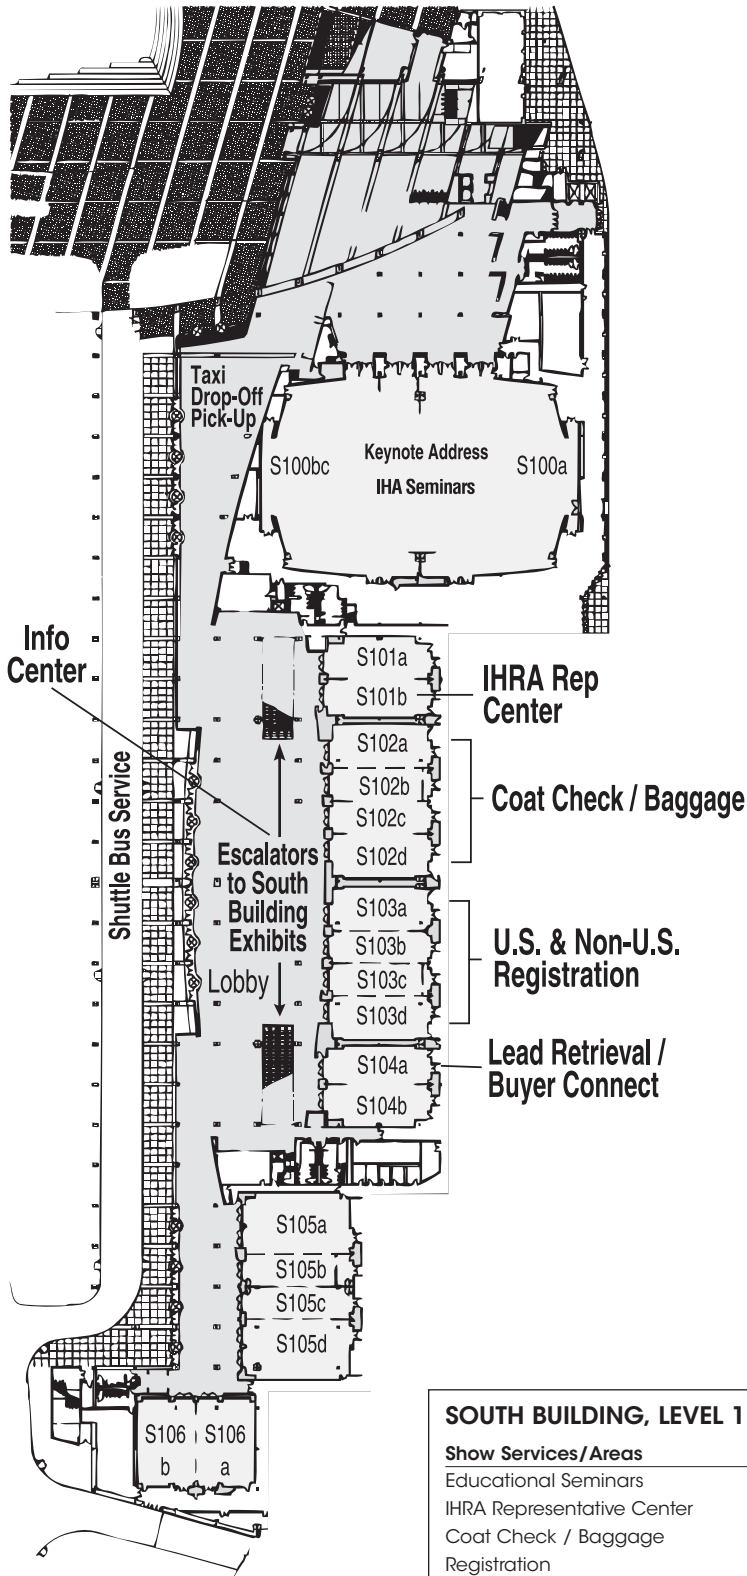 Taxi
Drop-Off
Pick-Up
S100bc
Keynote Address
IHA Seminars
S100a
Info
Center
S101a
S101b
IHRA Rep
Center
S102a
S102b
S102c
S102d
Coat Check / Baggage
Shuttle Bus Service
Escalators
to South
Building
Exhibits
Lobby
S103a
S103b
S103c
S103d
U.S. & Non-U.S.
Registration
S104a
S104b
Lead Retrieval /
Buyer Connect
S105a
S105b
S105c
S105d
S106
b
S106
a
SOUTH BUILDING, LEVEL 1
Show Services/Areas
Educational Seminars
IHRA Representative Center
Coat Check / Baggage
Registration